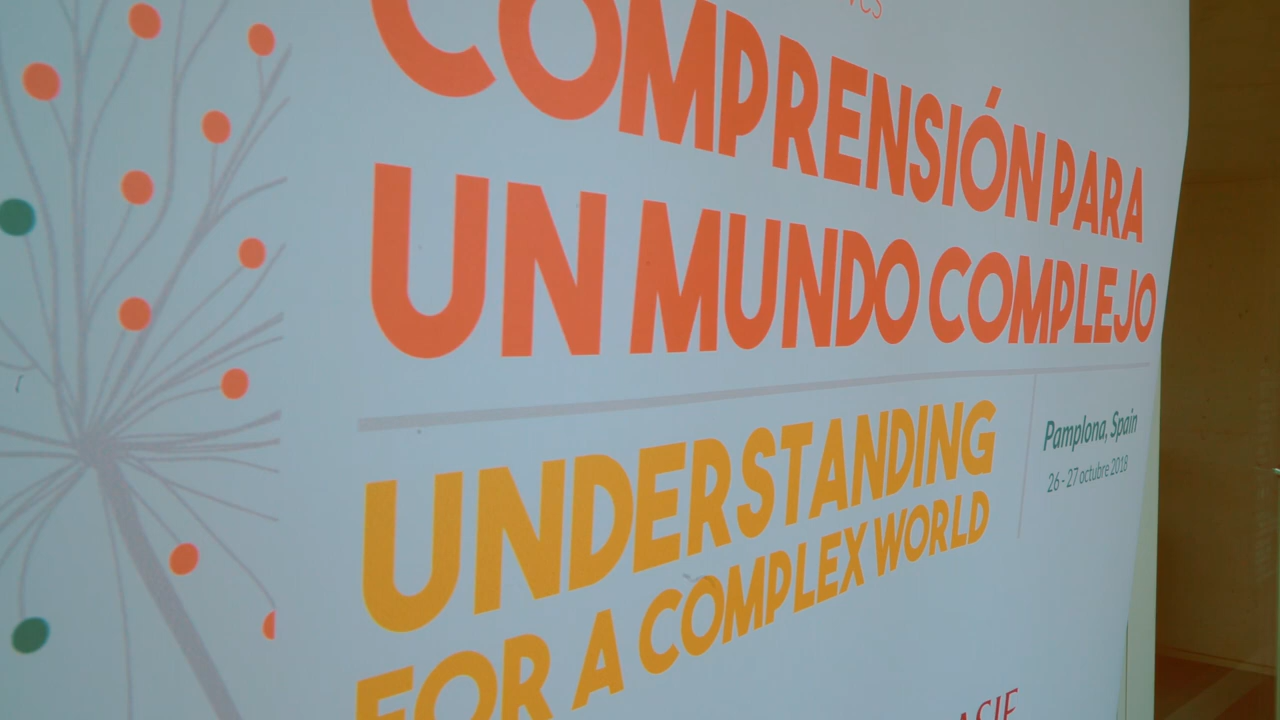 COMPRENSIÓN PARA
UN MUNDO COMPLEJO
UNDERSTANDING
FOR A COMPLEX WORLD
Pamplona, Spain
26 - 27 octubre 2018